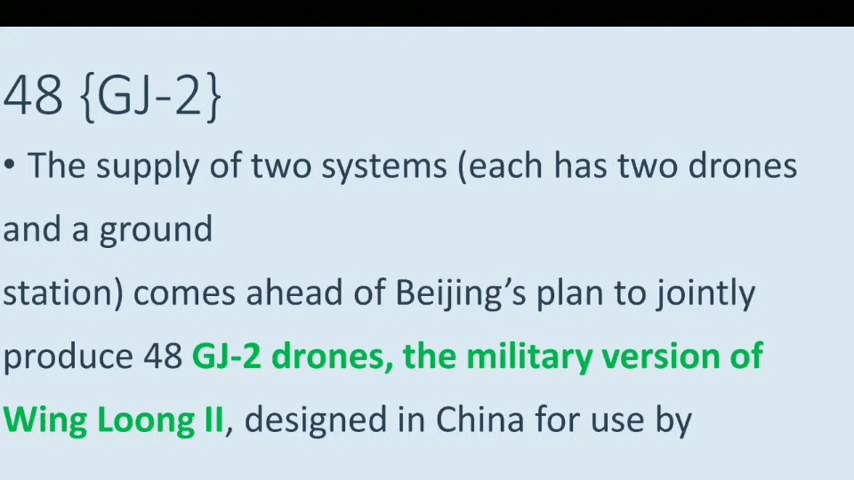 48 {GJ-2}
• The supply of two systems (each has two drones
and a ground
station) comes ahead of Beijing’s plan to jointly
produce 48 GJ-2 drones, the military version of
Wing Loong II, designed in China for use by